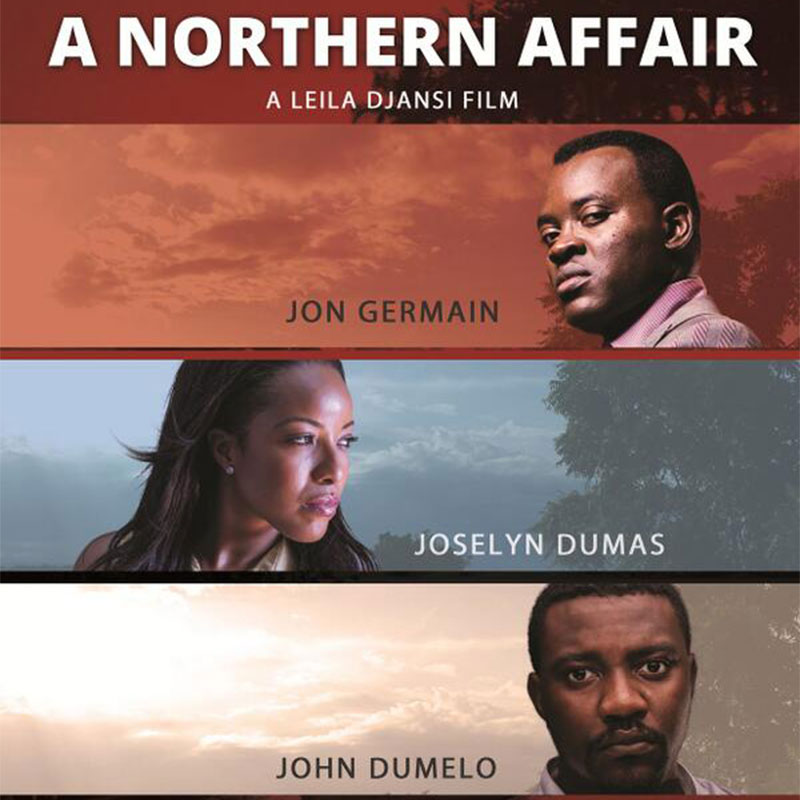 A NORTHERN AFFAIR
A LEILA DJANSI FILM
JON GERMAIN
JOSELYN DUMAS
JOHN DUMELO